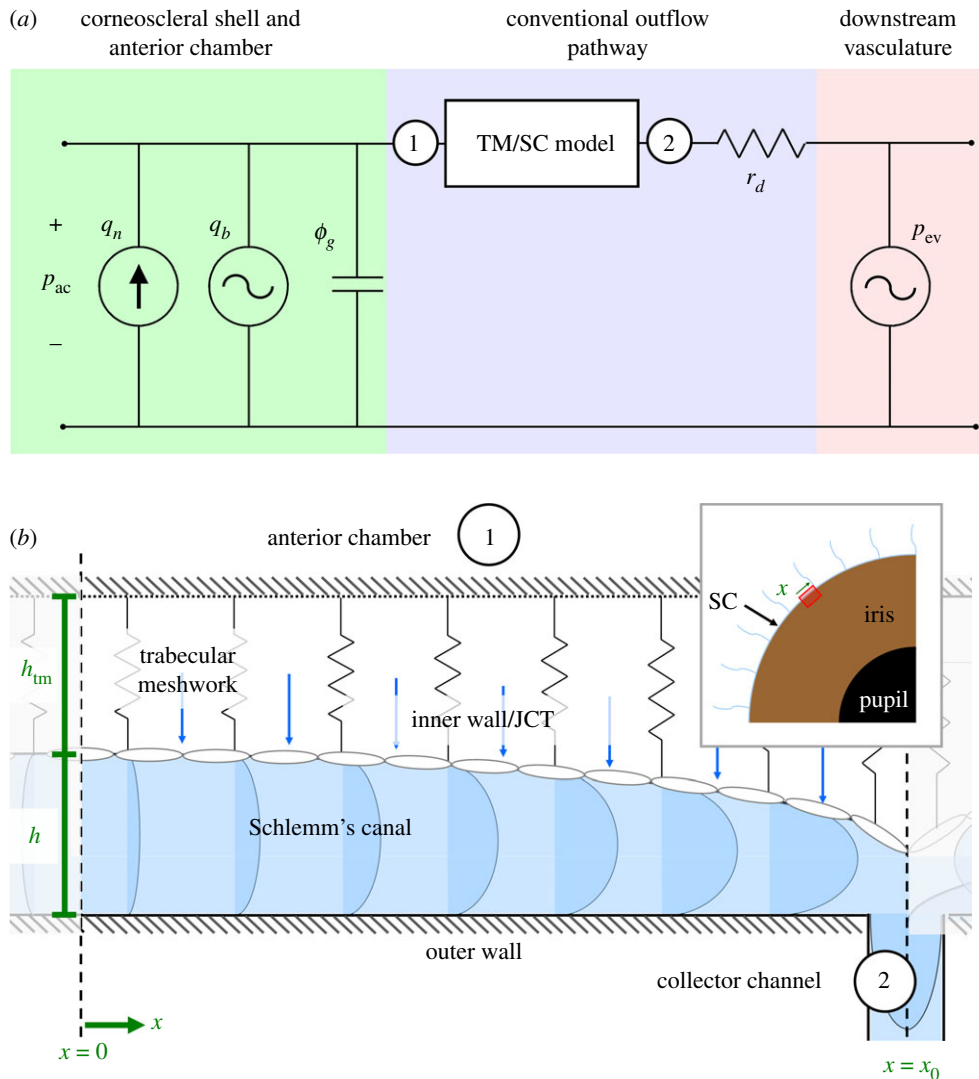 (a)
corneoscleral shell and
anterior chamber
conventional outflow
pathway
downstream
vasculature
1
TM/SC model
2
r_d
+
p_ac
−
q_n
q_b
ϕ_g
p_ev
(b)
anterior chamber
1
h_tm
trabecular
meshwork
inner wall/JCT
SC
x
iris
pupil
h
Schlemm's canal
outer wall
collector channel
2
x
x = 0
x = x_0